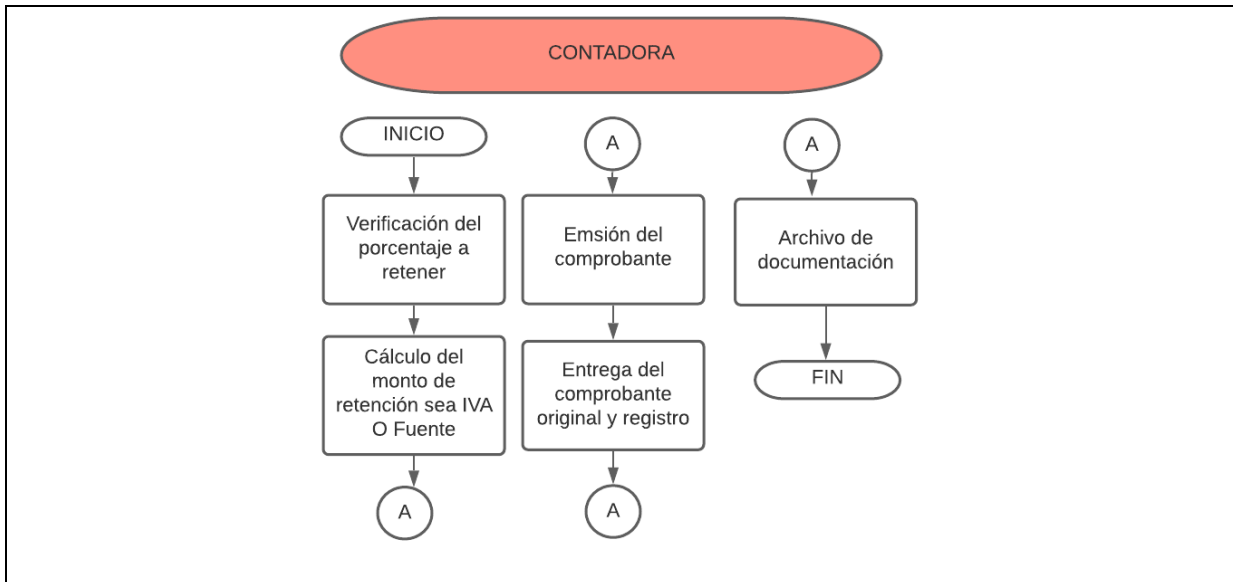 CONTADORA
INICIO
Verificación del
porcentaje a
retener
Cálculo del
monto de
retención sea IVA
O Fuente
A
A
Emsión del
comprobante
Entrega del
comprobante
original y registro
A
A
Archivo de
documentación
FIN